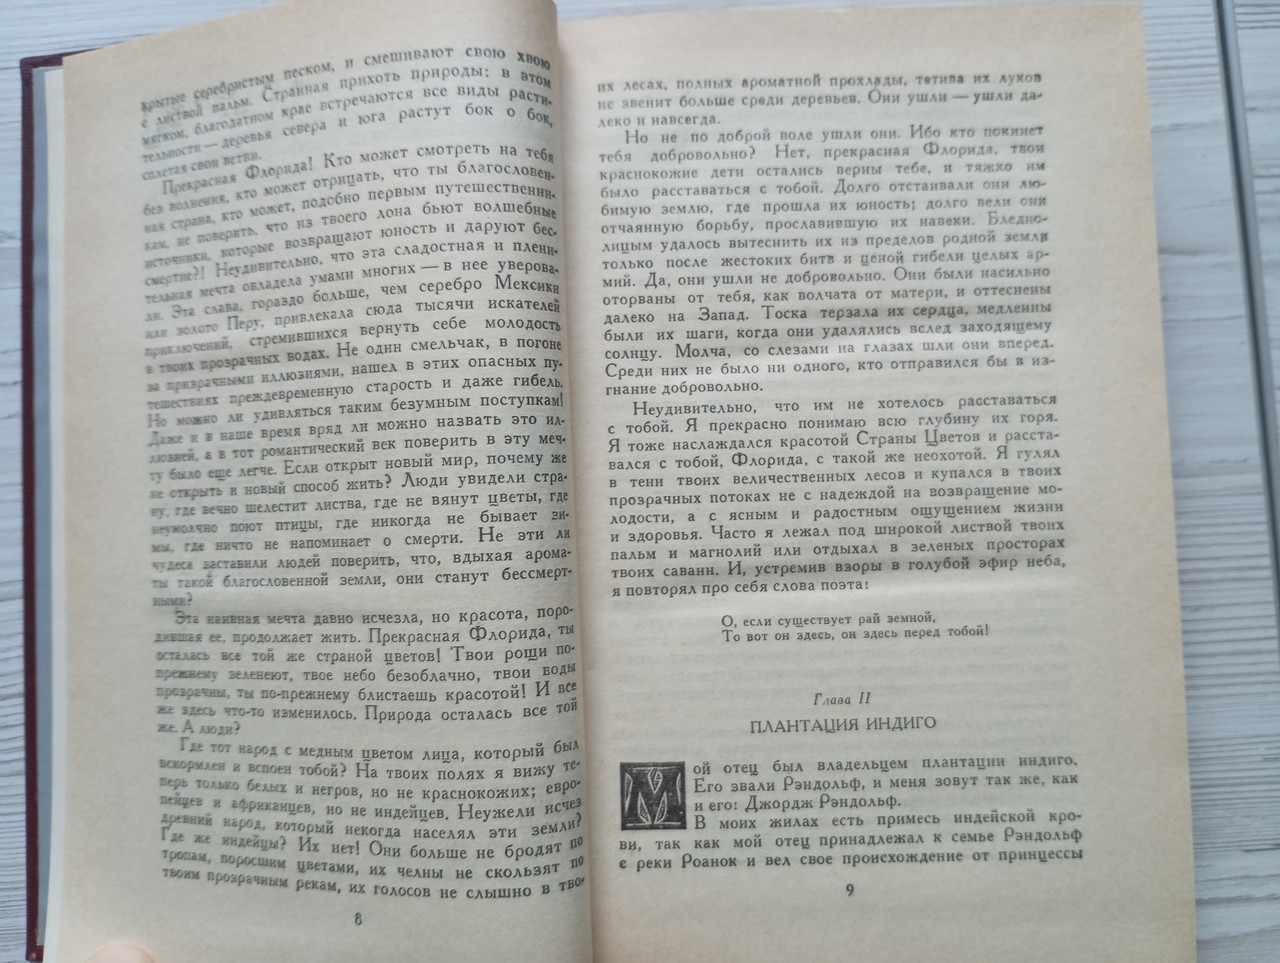 крытые серебристым песком, и смешивают свою хвою
с листвой пальм. Странная прихоть природы: в этом
мягком, благодатном крае встречаются все виды расти-
тельности — деревья севера и юга растут бок о бок,
сплетая свои ветви.
Прекрасная Флорида! Кто может смотреть на тебя
без волнения, кто может отрицать, что ты благословен-
ная страна, кто может, подобно первым путешественни-
кам, не поверить, что из твоего лона бьют волшебные
источники, которые возвращают юность и даруют бес-
смертие?! Неудивительно, что эта сладостная и плени-
тельная мечта овладела умами многих — в нее уверова-
ли. Эта слава, гораздо больше, чем серебро Мексики
или золото Перу, привлекала сюда тысячи искателей
приключений, стремившихся вернуть себе молодость
в твоих прозрачных водах. Не один смельчак, в погоне
за призрачными иллюзиями, нашел в этих опасных пу-
тешествиях преждевременную старость и даже гибель.
Но можно ли удивляться таким безумным поступкам!
Даже и в наше время вряд ли можно назвать это ил-
люзией, а в тот романтический век поверить в эту меч-
ту было еще легче. Если открыт новый мир, почему же
не открыть и новый способ жить? Люди увидели стра-
ну, где вечно шелестит листва, где не вянут цветы, где
неумолчно поют птицы, где никогда не бывает зи-
мы, где ничто не напоминает о смерти. Не эти ли
чудеса заставили людей поверить, что, вдыхая арома-
ты такой благословенной земли, они станут бессмерт-
ными?
Эта наивная мечта давно исчезла, но красота, поро-
дившая ее, продолжает жить. Прекрасная Флорида, ты
осталась все той же страной цветов! Твои рощи по-
прежнему зеленеют, твое небо безоблачно, твои воды
прозрачны, ты по-прежнему блистаешь красотой! И все
же здесь что-то изменилось. Природа осталась все той
же. А люди?
Где тот народ с медным цветом лица, который был
вскормлен и вспоен тобой? На твоих полях я вижу те-
перь только белых и негров, но не краснокожих; евро-
пейцев и африканцев, но не индейцев. Неужели исчез
древний народ, который некогда населял эти земли?
Где же индейцы? Их нет! Они больше не бродят по
тропам, поросшим цветами, их челны не скользят по
твоим прозрачным рекам, их голосов не слышно в тво-
8
их лесах, полных ароматной прохлады, тетива их луков
не звенит больше среди деревьев. Они ушли — ушли да-
леко и навсегда.
Но не по доброй воле ушли они. Ибо кто покинет
тебя добровольно? Нет, прекрасная Флорида, твои
краснокожие дети остались верны тебе, и тяжко им
было расставаться с тобой. Долго отстаивали они лю-
бимую землю, где прошла их юность; долго вели они
отчаянную борьбу, прославившую их навеки. Бледно-
лицым удалось вытеснить их из пределов родной земли
только после жестоких битв и ценой гибели целых ар-
мий. Да, они ушли не добровольно. Они были насильно
оторваны от тебя, как волчата от матери, и оттеснены
далеко на Запад. Тоска терзала их сердца, медленны
были их шаги, когда они удалялись вслед заходящему
солнцу. Молча, со слезами на глазах шли они вперед.
Среди них не было ни одного, кто отправился бы в из-
гнание добровольно.
Неудивительно, что им не хотелось расставаться
с тобой. Я прекрасно понимаю всю глубину их горя.
Я тоже наслаждался красотой Страны Цветов и расста-
вался с тобой, Флорида, с такой же неохотой. Я гулял
в тени твоих величественных лесов и купался в твоих
прозрачных потоках не с надеждой на возвращение мо-
лодости, а с ясным и радостным ощущением жизни
и здоровья. Часто я лежал под широкой листвой твоих
пальм и магнолий или отдыхал в зеленых просторах
твоих саванн. И, устремив взоры в голубой эфир неба,
я повторял про себя слова поэта:
О, если существует рай земной,
То вот он здесь, он здесь перед тобой!
Глава II
ПЛАНТАЦИЯ ИНДИГО
Мой отец был владельцем плантации индиго.
Его звали Рэндольф, и меня зовут так же, как
и его: Джордж Рэндольф.
В моих жилах есть примесь индейской кро-
ви, так как мой отец принадлежал к семье Рэндольф
с реки Роанок и вел свое происхождение от принцессы
9